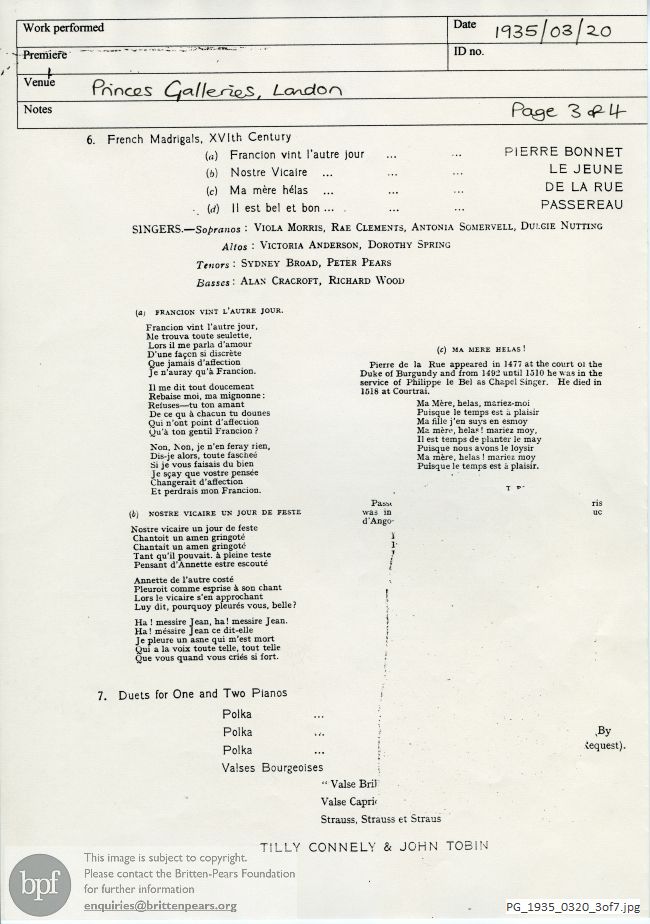 Work performed
Date 1935/03/20
Premiere
ID no.
Venue Princes Galleries, London
Notes
Page 3 of 4
6. French Madrigals, XVIth Century
(a) Francion vint l'autre jour ... ... PIERRE BONNET
(b) Nostre Vicaire ... ... ... LE JEUNE
(c) Ma mère hélas ... ... ... DE LA RUE
(d) Il est bel et bon ... ... ... PASSEREAU
SINGERS.—Sopranos : VIOLA MORRIS, RAE CLEMENTS, ANTONIA SOMERVELL, DULCIE NUTTING
Altos : VICTORIA ANDERSON, DOROTHY SPRING
Tenors : SYDNEY BROAD, PETER PEARS
Basses : ALAN CRACROFT, RICHARD WOOD
(a) FRANCION VINT L'AUTRE JOUR.
Francion vint l'autre jour,
Me trouva toute seulette,
Lors il me parla d'amour
D'une façon si discrète
Que jamais d'affection
Je n'auray qu'à Francion.
Il me dit tout doucement
Rebaise moi, ma mignonne :
Refuses—tu ton amant
De ce qu à chacun tu dounes
Qui n'ont point d'affection
Qu'à ton gentil Francion ?
Non, Non, je n'en feray rien,
Dis-je alors, toute fascheé
Si je vous faisais du bien
Je sçay que vostre pensée
Changerait d'affection
Et perdrais mon Francion.
(b) NOSTRE VICAIRE UN JOUR DE FESTE
Nostre vicaire un jour de feste
Chantoit un amen gringoté
Chantait un amen gringoté
Tant qu'il pouvait. à pleine teste
Pensant d'Annette estre escouté
Annette de l'autre costé
Pleuroit comme esprise à son chant
Lors le vicaire s'en approchant
Luy dit, pourquoy pleurés vous, belle?
Ha! messire Jean, ha! messire Jean.
Ha! méssire Jean ce dit-elle
Je pleure un asne qui m'est mort
Qui a la voix toute telle, tout telle
Que vous quand vous criés si fort.
(c) MA MERE HELAS!
Pierre de la Rue appeared in 1477 at the court of the
Duke of Burgundy and from 1492 until 1510 he was in the
service of Philippe le Bel as Chapel Singer. He died in
1518 at Courtrai.
Ma Mère, helas, mariez-moi
Puisque le temps est à plaisir
Ma fille j'en suys en esmoy
Ma mère, helas! mariez moy,
Il est temps de planter le may
Puisque nous avons le loysir
Ma mère, helas! mariez moy
Puisque le temps est à plaisir.
Pass ris
was in uc
d'Ango-
7. Duets for One and Two Pianos
Polka ...
Polka ... By
Polka ... Request).
Valses Bourgeoises
"Valse Bril
Valse Capri
Strauss, Strauss et Straus
TILLY CONNELY & JOHN TOBIN
bpf
This image is subject to copyright.
Please contact the Britten-Pears Foundation
for further information
enquiries@brittenpears.org
PG_1935_0320_3of7.jpg